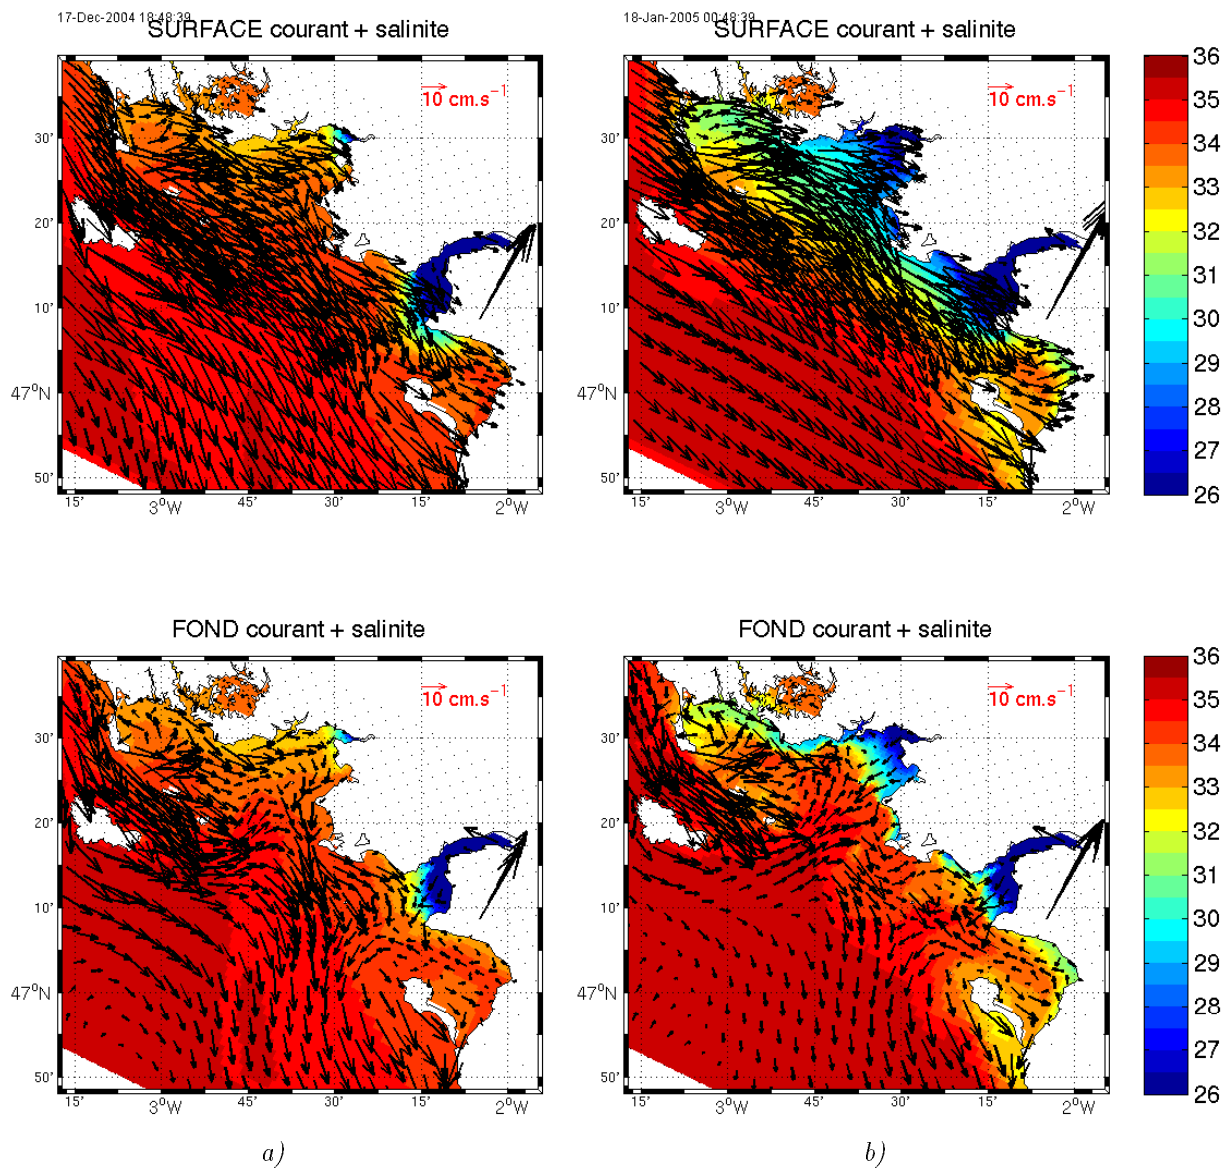 17-Dec-2004 18:48:39
SURFACE courant + salinite
18-Jan-2005 00:48:39
SURFACE courant + salinite
10 cm.s⁻¹
10 cm.s⁻¹
30'
20'
10'
47°N
50'
15'
3°W
45'
30'
15'
2°W
15'
3°W
45'
30'
15'
2°W
36
35
34
33
32
31
30
29
28
27
26
FOND courant + salinite
FOND courant + salinite
10 cm.s⁻¹
10 cm.s⁻¹
30'
20'
10'
47°N
50'
15'
3°W
45'
30'
15'
2°W
30'
20'
10'
47°N
50'
15'
3°W
45'
30'
15'
2°W
30'
20'
10'
47°N
50'
36
35
34
33
32
31
30
29
28
27
26
a)
b)